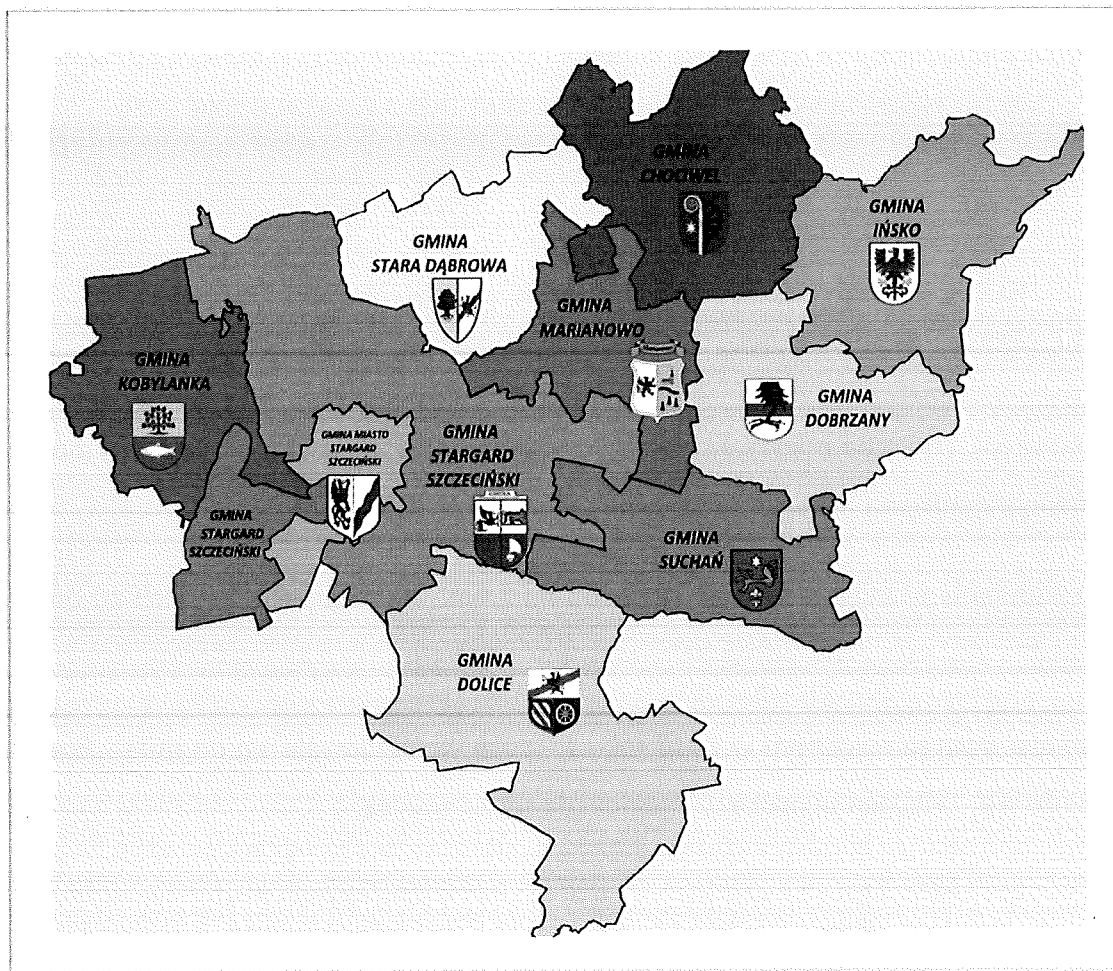 GMINA
CHOCIWEL
GMINA
IŃSKO
GMINA
STARA DĄBROWA
GMINA
MARIANOWO
GMINA
KOBYLANKA
GMINA
DOBRZANY
GMINA MIASTO
STARGARD
SZCZECIŃSKI
GMINA
STARGARD
SZCZECIŃSKI
GMINA
STARGARD
SZCZECIŃSKI
GMINA
SUCHAŃ
GMINA
DOLICE